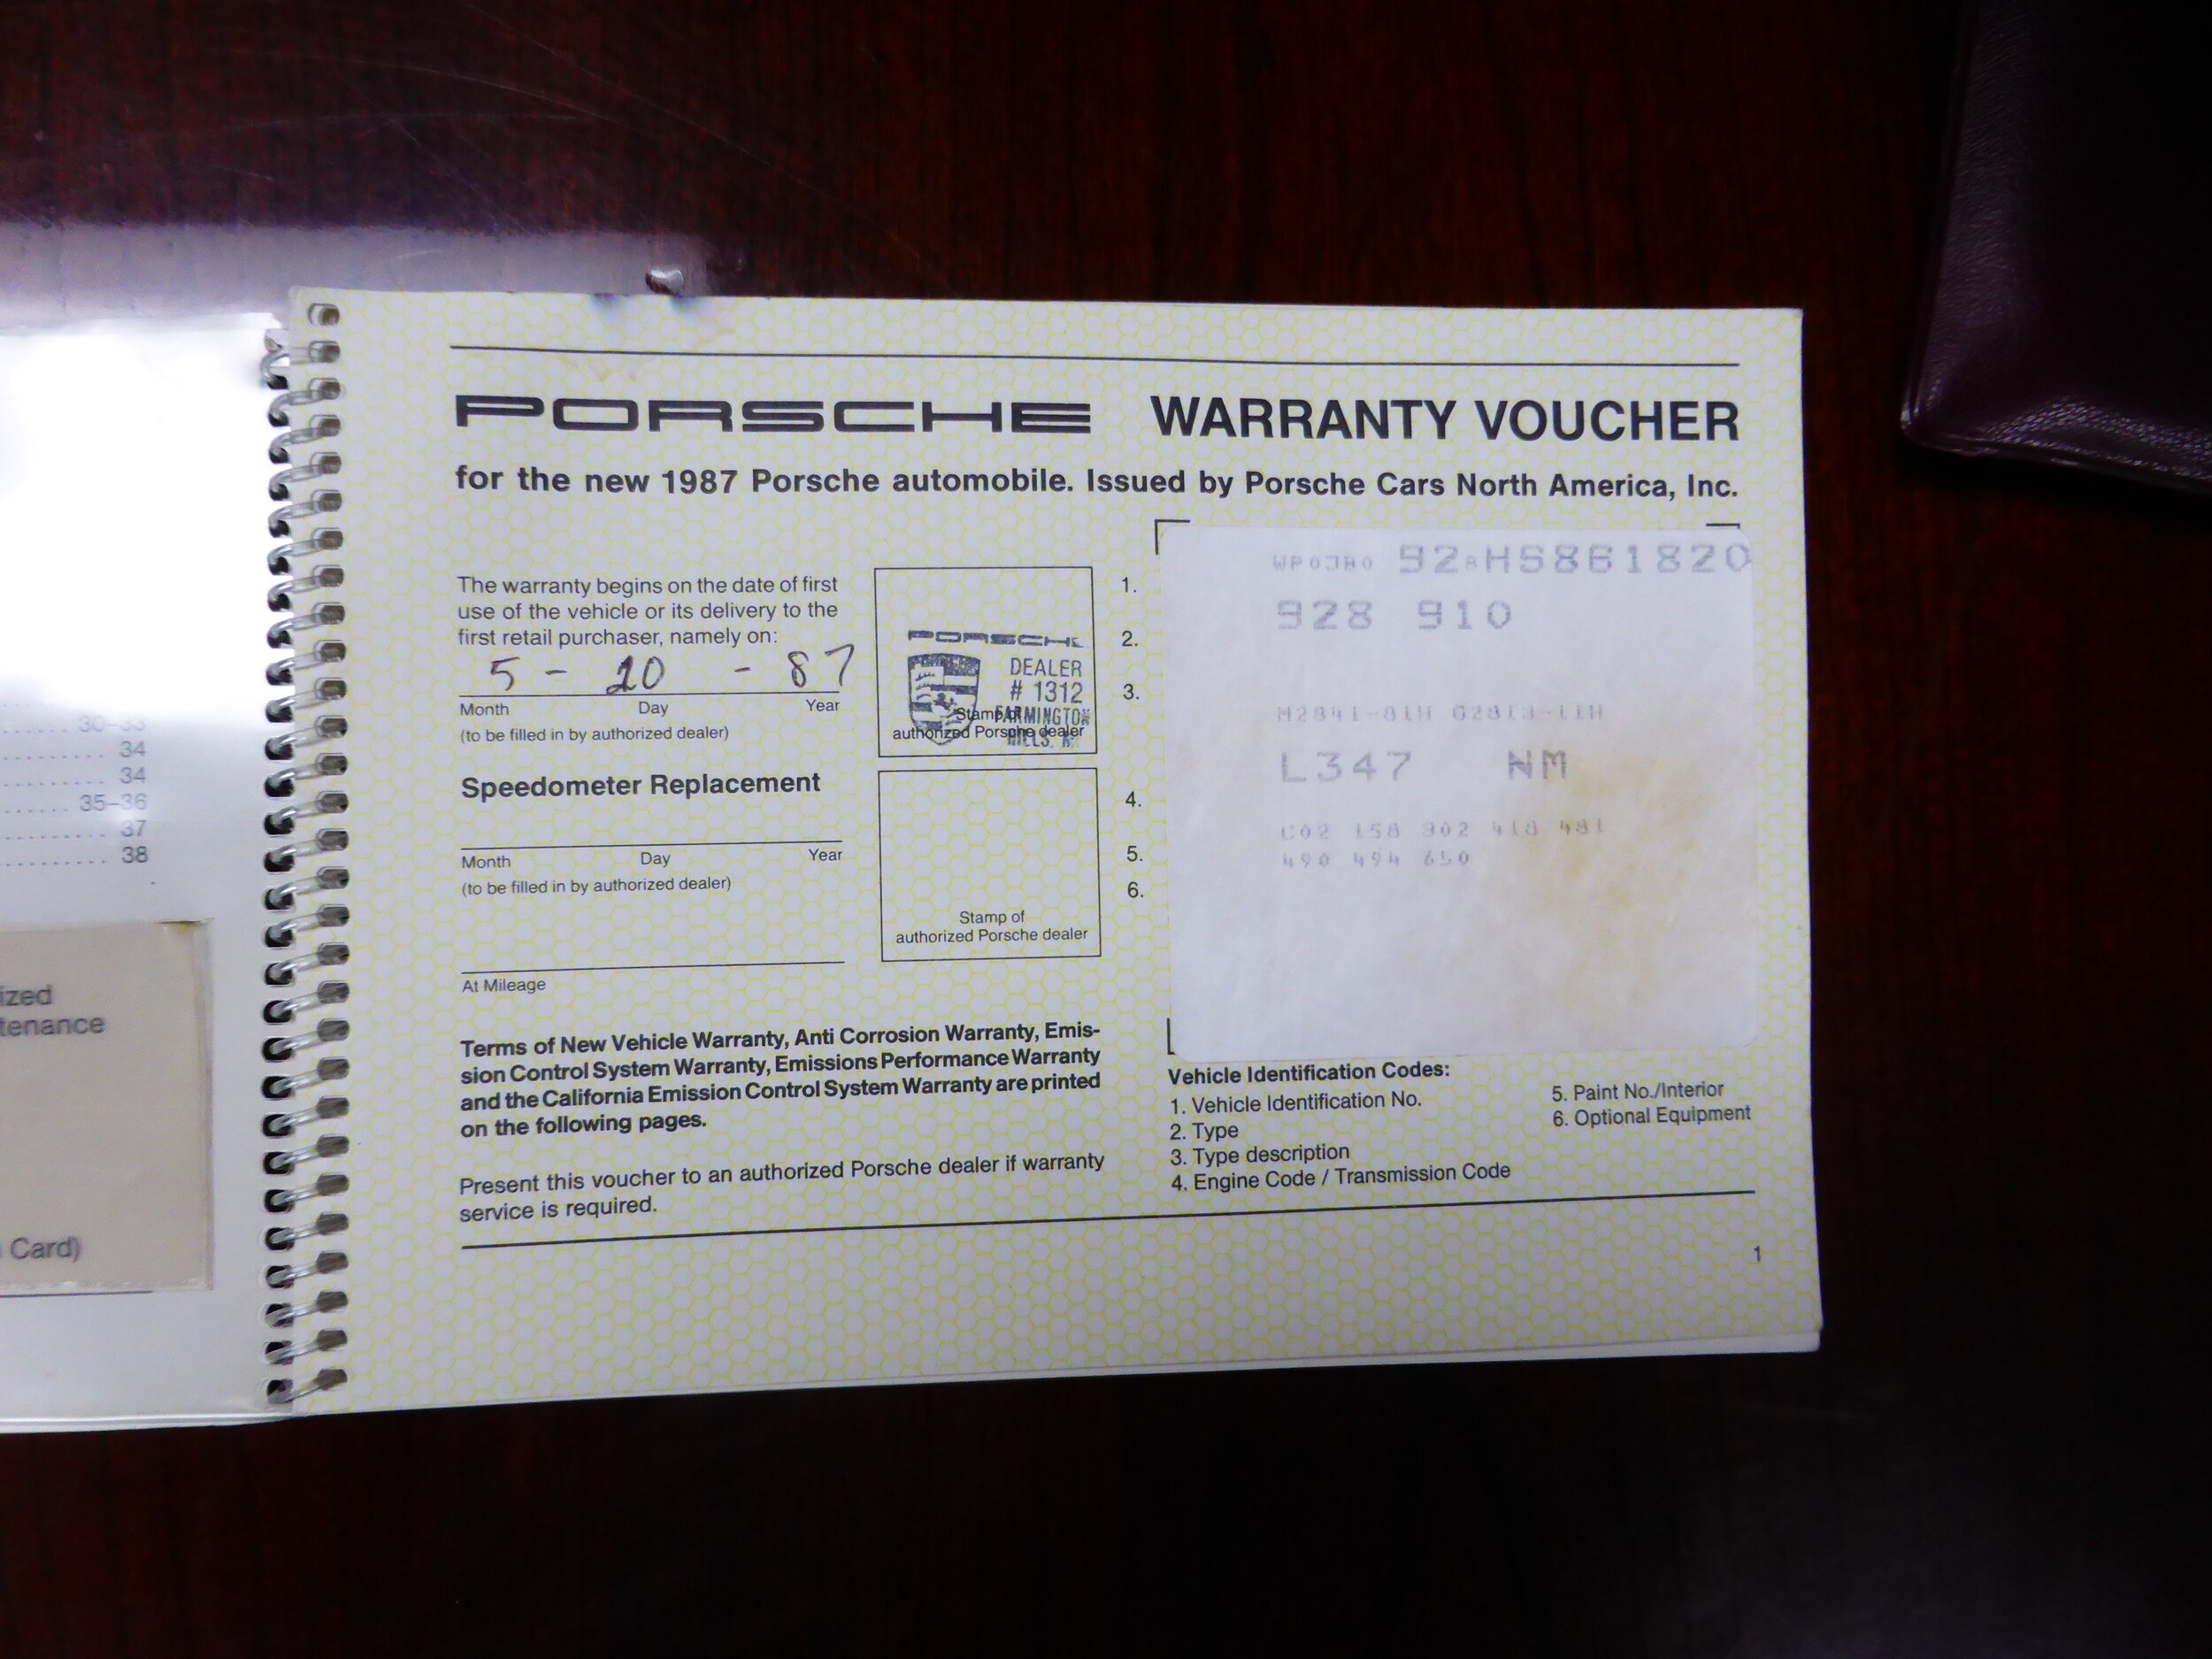 30-33
34
34
35-36
37
38
ized
tenance
Card)
PORSCHE WARRANTY VOUCHER
for the new 1987 Porsche automobile. Issued by Porsche Cars North America, Inc.
The warranty begins on the date of first
use of the vehicle or its delivery to the
first retail purchaser, namely on:
5 - 20 - 87
Month Day Year
(to be filled in by authorized dealer)
PORSCHE
DEALER
# 1312
FARMINGTON
HILLS,
Stamp of
authorized Porsche dealer
Speedometer Replacement
Month Day Year
(to be filled in by authorized dealer)
At Mileage
Stamp of
authorized Porsche dealer
Terms of New Vehicle Warranty, Anti Corrosion Warranty, Emis-
sion Control System Warranty, Emissions Performance Warranty
and the California Emission Control System Warranty are printed
on the following pages.
Present this voucher to an authorized Porsche dealer if warranty
service is required.
1.
2.
3.
4.
5.
6.
928 910
L347 NM
C02 158 302 418 481
490 494 650
Vehicle Identification Codes:
1. Vehicle Identification No.
2. Type
3. Type description
4. Engine Code / Transmission Code
5. Paint No./Interior
6. Optional Equipment
1